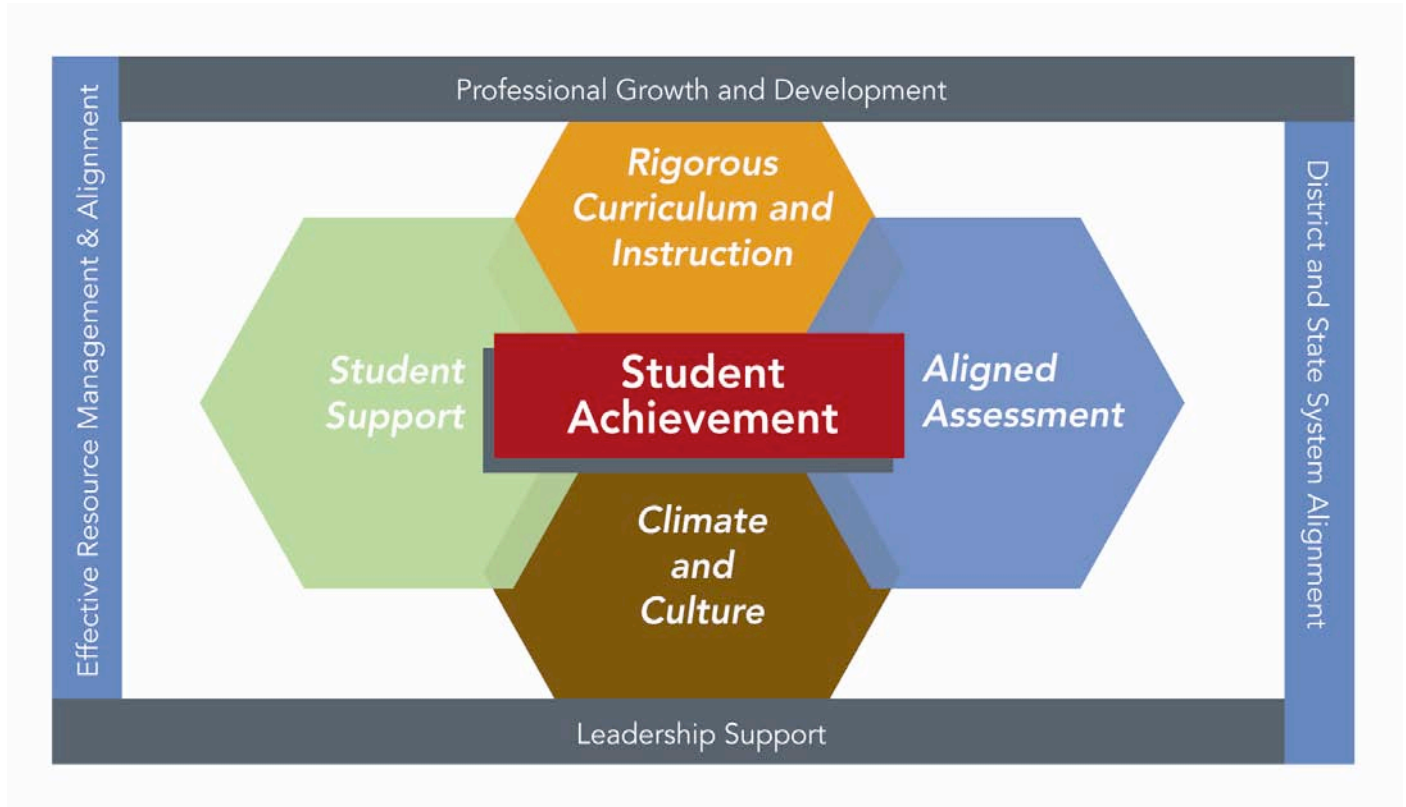 Professional Growth and Development
Effective Resource Management & Alignment
Rigorous
Curriculum and
Instruction
Student
Support
Student
Achievement
Aligned
Assessment
Climate
and
Culture
District and State System Alignment
Leadership Support